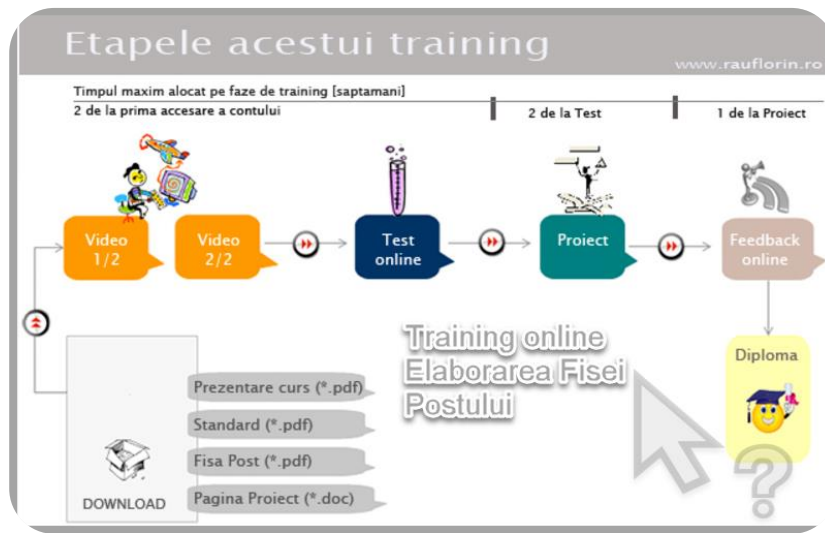 Etapele acestui training
www.rauflorin.ro
Timpul maxim alocat pe faze de training [saptamani]
2 de la prima accesare a contului
2 de la Test
1 de la Proiect
Video
1/2
Video
2/2
Test
online
Proiect
Feedback
online
Training online
Elaborarea Fisei
Postului
Diploma
Prezentare curs (*.pdf)
Standard (*.pdf)
Fisa Post (*.pdf)
Pagina Proiect (*.doc)
DOWNLOAD
?